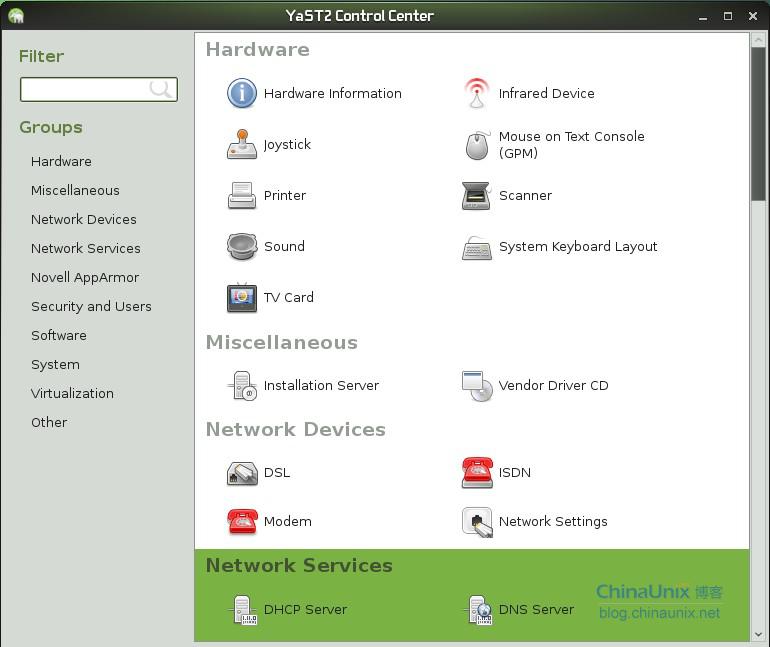 YaST2 Control Center
Filter
Groups
Hardware
Miscellaneous
Network Devices
Network Services
Novell AppArmor
Security and Users
Software
System
Virtualization
Other
Hardware
Hardware Information
Infrared Device
Joystick
Mouse on Text Console
(GPM)
Printer
Scanner
Sound
System Keyboard Layout
TV Card
Miscellaneous
Installation Server
Vendor Driver CD
Network Devices
DSL
ISDN
Modem
Network Settings
Network Services
DHCP Server
DNS Server
ChinaUnix 博客
blog.chinaunix.net